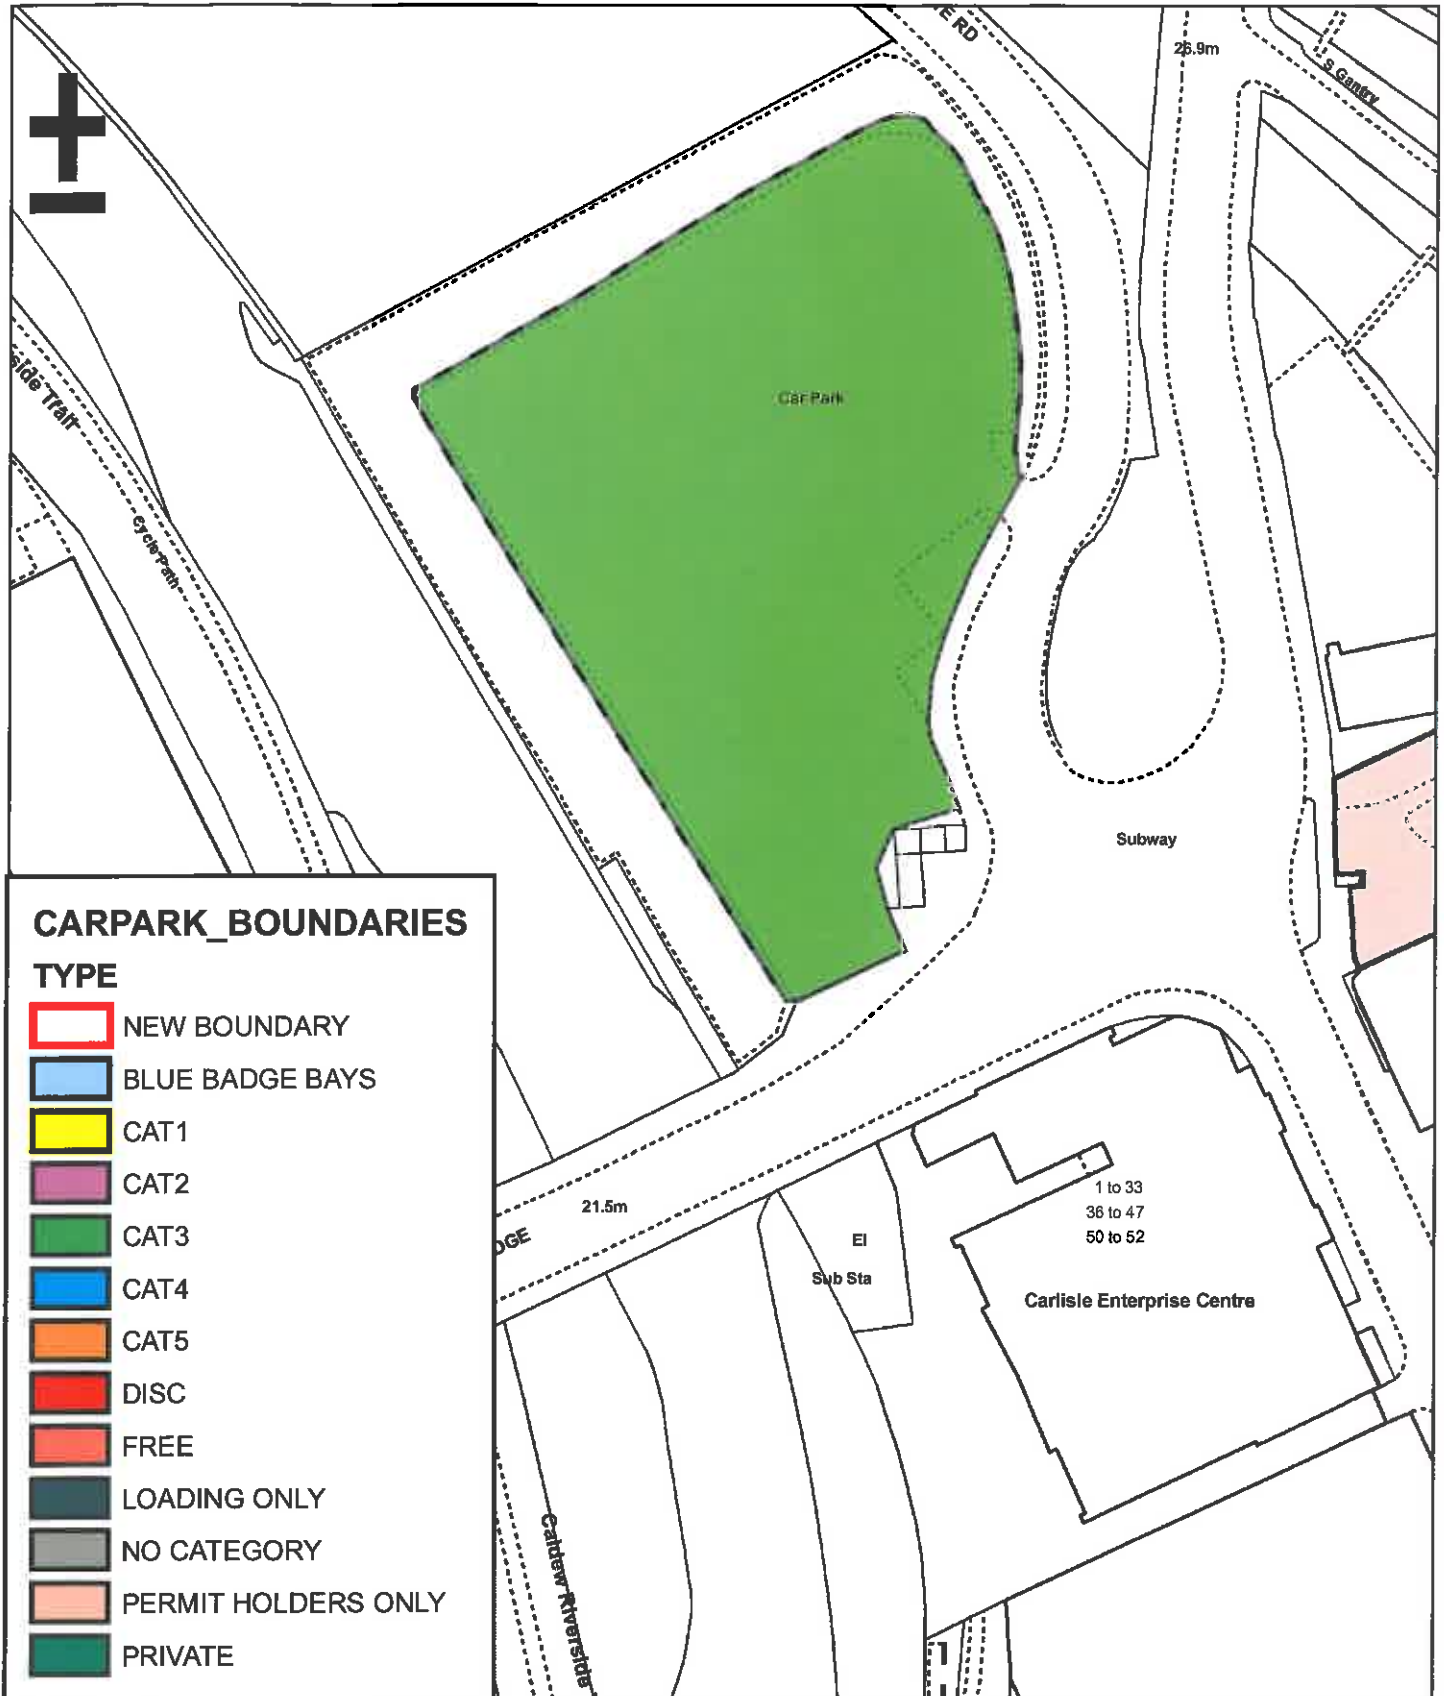 E RD
26.9m
S Gantry
Car Park
side Trail
Cycle Path
Subway
CARPARK_BOUNDARIES
TYPE
NEW BOUNDARY
BLUE BADGE BAYS
CAT1
CAT2
CAT3
CAT4
CAT5
DISC
FREE
LOADING ONLY
NO CATEGORY
PERMIT HOLDERS ONLY
PRIVATE
21.5m
DGE
El
Sub Sta
1 to 33
36 to 47
50 to 52
Carlisle Enterprise Centre
Caldew Riverside